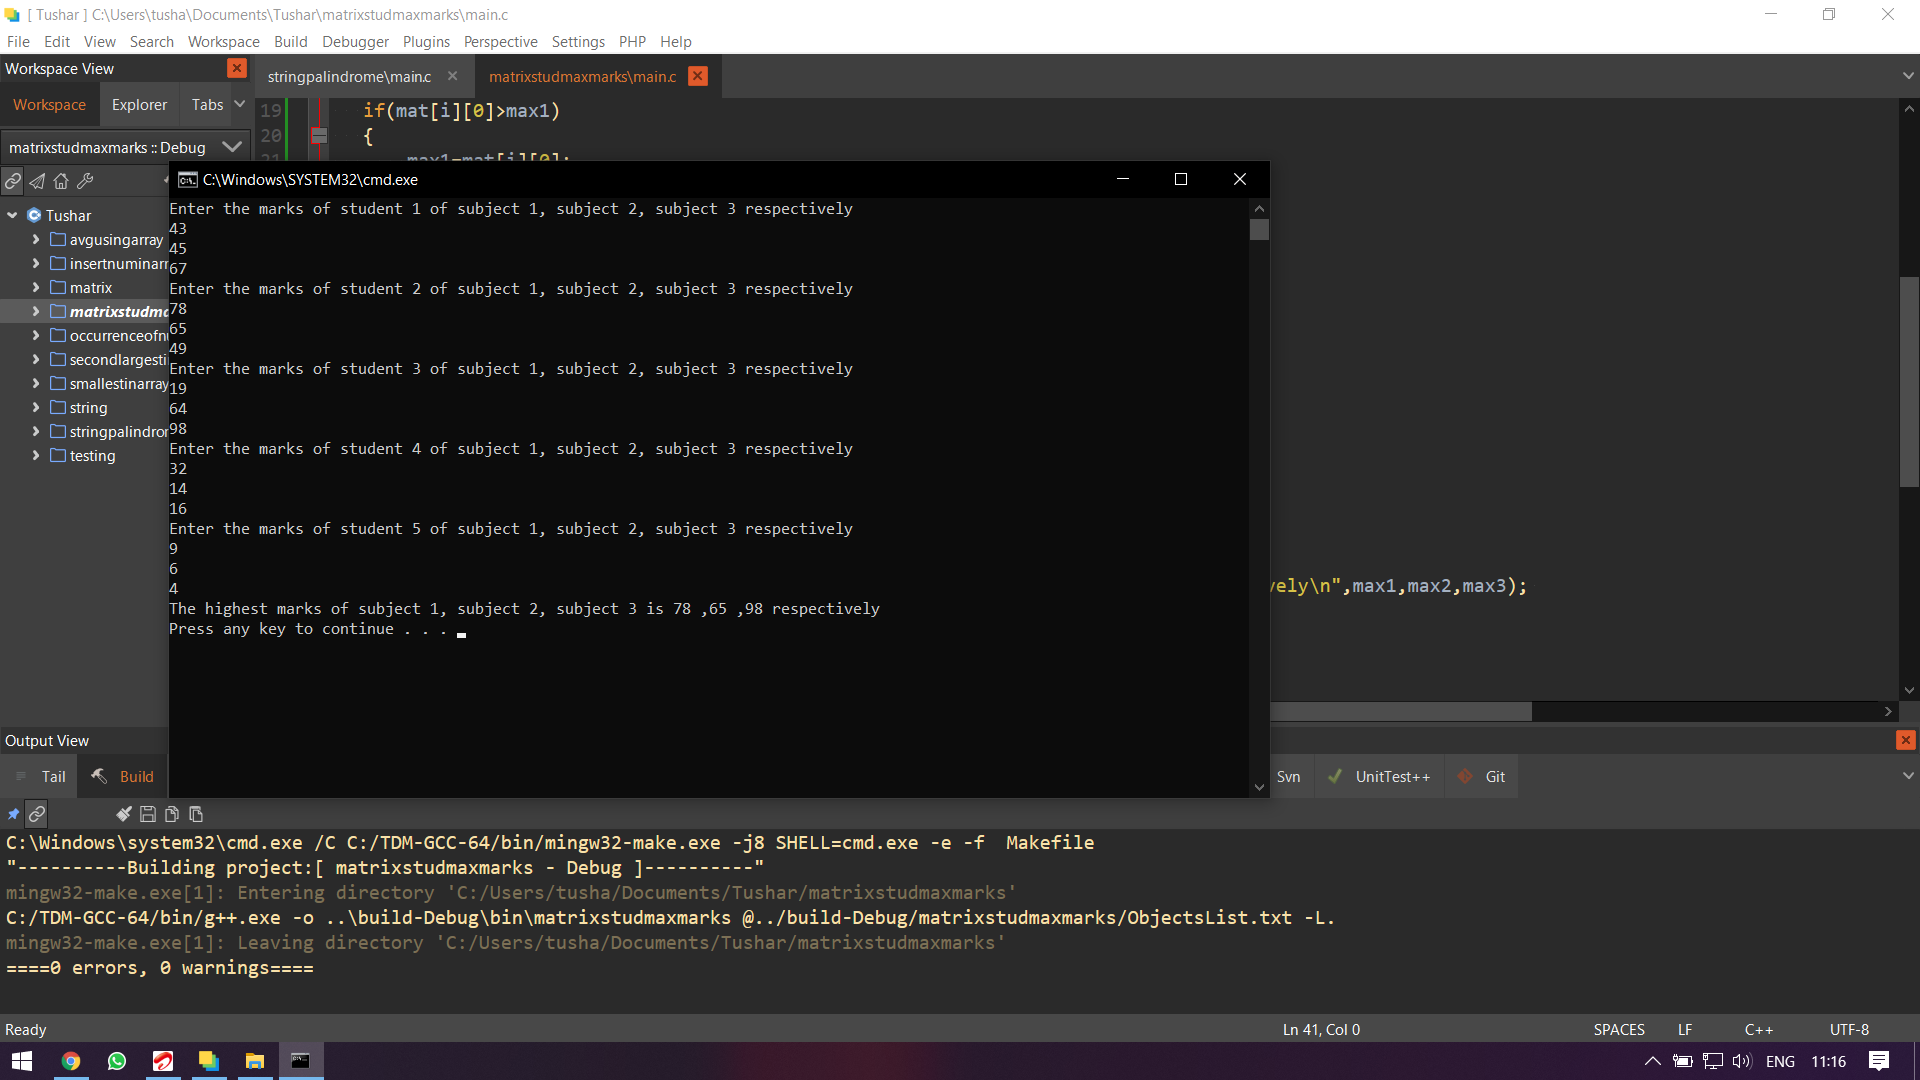 [ Tushar ] C:\Users\tusha\Documents\Tushar\matrixstudmaxmarks\main.c
File Edit View Search Workspace Build Debugger Plugins Perspective Settings PHP Help
Workspace View
stringpalindrome\main.c
matrixstudmaxmarks\main.c
Workspace Explorer Tabs
19 if(mat[i][0]>max1)
20 {
21 max1=mat[i][0];
matrixstudmaxmarks :: Debug
C:\Windows\SYSTEM32\cmd.exe
Tushar
avgusingarray
insertnuminarr
matrix
matrixstudma
occurrenceofnu
secondlargesti
smallestinarray
string
stringpalindror
testing
Enter the marks of student 1 of subject 1, subject 2, subject 3 respectively
43
45
67
Enter the marks of student 2 of subject 1, subject 2, subject 3 respectively
78
65
49
Enter the marks of student 3 of subject 1, subject 2, subject 3 respectively
19
64
98
Enter the marks of student 4 of subject 1, subject 2, subject 3 respectively
32
14
16
Enter the marks of student 5 of subject 1, subject 2, subject 3 respectively
9
6
4
The highest marks of subject 1, subject 2, subject 3 is 78 ,65 ,98 respectively
Press any key to continue . . .
vely\n",max1,max2,max3);
Output View
Tail Build Svn UnitTest++ Git
C:\Windows\system32\cmd.exe /C C:/TDM-GCC-64/bin/mingw32-make.exe -j8 SHELL=cmd.exe -e -f  Makefile
"----------Building project:[ matrixstudmaxmarks - Debug ]----------"
mingw32-make.exe[1]: Entering directory 'C:/Users/tusha/Documents/Tushar/matrixstudmaxmarks'
C:/TDM-GCC-64/bin/g++.exe -o ..\build-Debug\bin\matrixstudmaxmarks @../build-Debug/matrixstudmaxmarks/ObjectsList.txt -L.
mingw32-make.exe[1]: Leaving directory 'C:/Users/tusha/Documents/Tushar/matrixstudmaxmarks'
====0 errors, 0 warnings====
Ready Ln 41, Col 0 SPACES LF C++ UTF-8
ENG 11:16